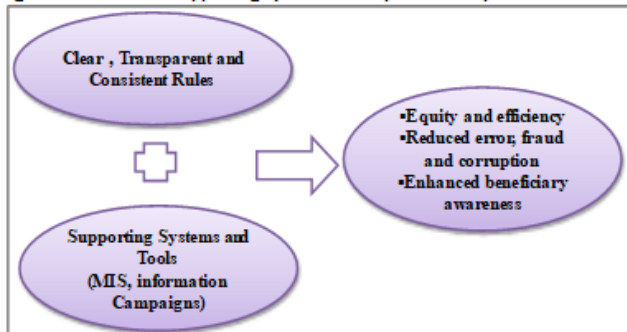 Clear , Transparent and
Consistent Rules
▪Equity and efficiency
▪Reduced error, fraud
and corruption
▪Enhanced beneficiary
awareness
Supporting Systems and
Tools
(MIS, information
Campaigns)